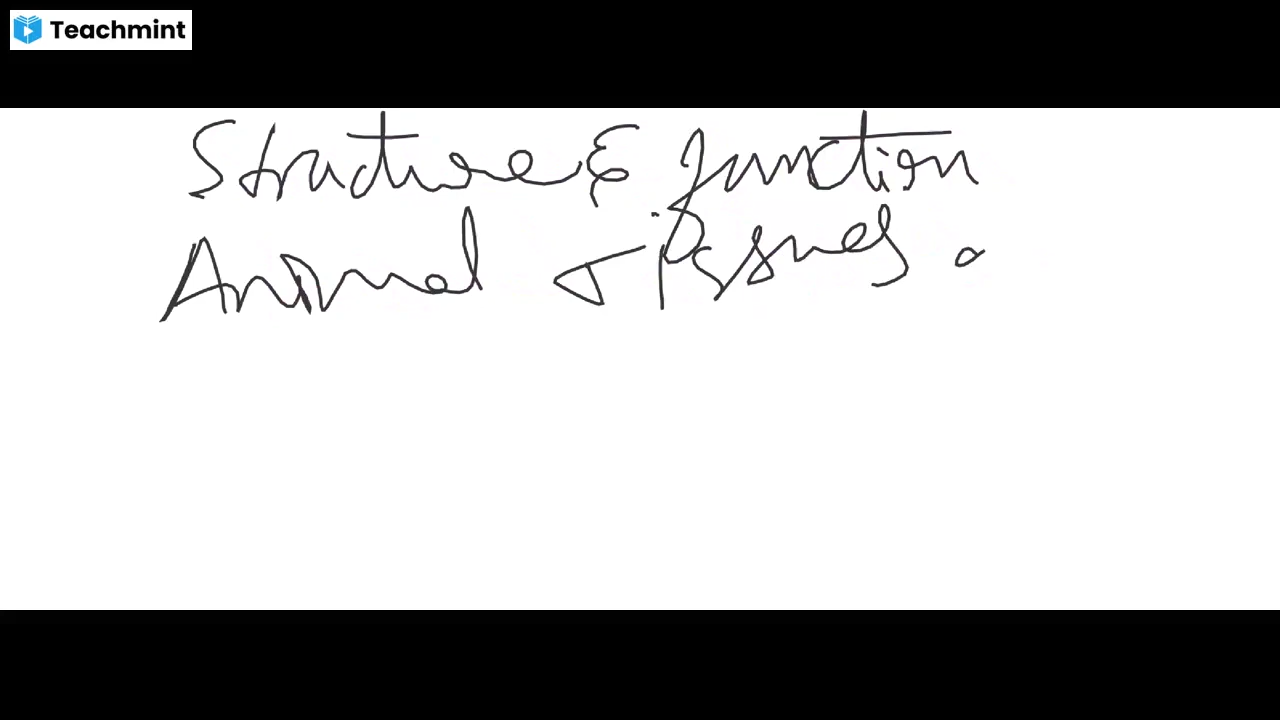 Teachmint
Structure & function
Animal Tissues.